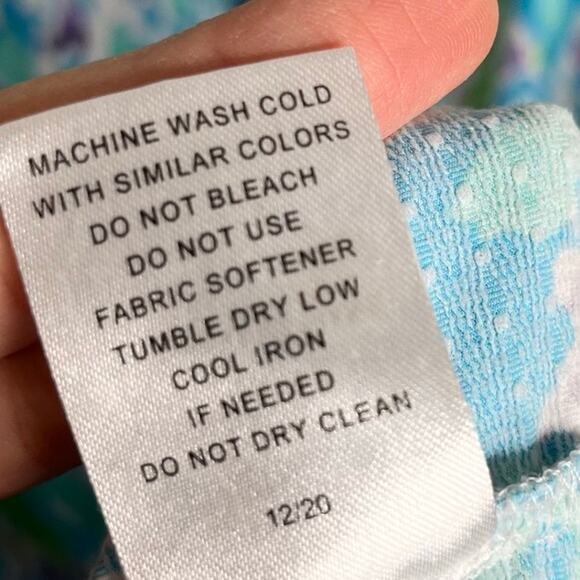 MACHINE WASH COLD
WITH SIMILAR COLORS
DO NOT BLEACH
DO NOT USE
FABRIC SOFTENER
TUMBLE DRY LOW
COOL IRON
IF NEEDED
DO NOT DRY CLEAN
12/20